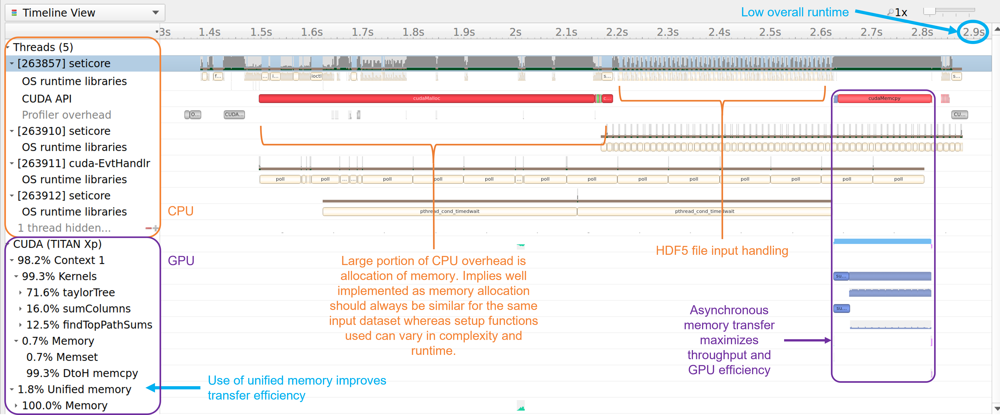 Timeline View
Low overall runtime
1x
3s 1.4s 1.5s 1.6s 1.7s 1.8s 1.9s 2s 2.1s 2.2s 2.3s 2.4s 2.5s 2.6s 2.7s 2.8s 2.9s
Threads (5)
[263857] seticore
OS runtime libraries
f... ... i... ioctl s... s...
CUDA API
cudaMalloc c... cudaMemcpy
Profiler overhead
O... CUDA... CU...
[263910] seticore
OS runtime libraries
[263911] cuda-EvtHandlr
OS runtime libraries
poll poll ... ... poll poll poll ... poll poll poll poll poll poll poll poll
[263912] seticore
OS runtime libraries
CPU
pthread_cond_timedwait pthread_cond_timedwait
1 thread hidden...
CUDA (TITAN Xp)
98.2% Context 1
GPU
99.3% Kernels
su...
71.6% taylorTree
16.0% sumColumns
su...
12.5% findTopPathSums
0.7% Memory
0.7% Memset
99.3% DtoH memcpy
1.8% Unified memory
100.0% Memory
HDF5 file input handling
Large portion of CPU overhead is
allocation of memory. Implies well
implemented as memory allocation
should always be similar for the same
input dataset whereas setup functions
used can vary in complexity and
runtime.
Asynchronous
memory transfer
maximizes
throughput and
GPU efficiency
Use of unified memory improves
transfer efficiency